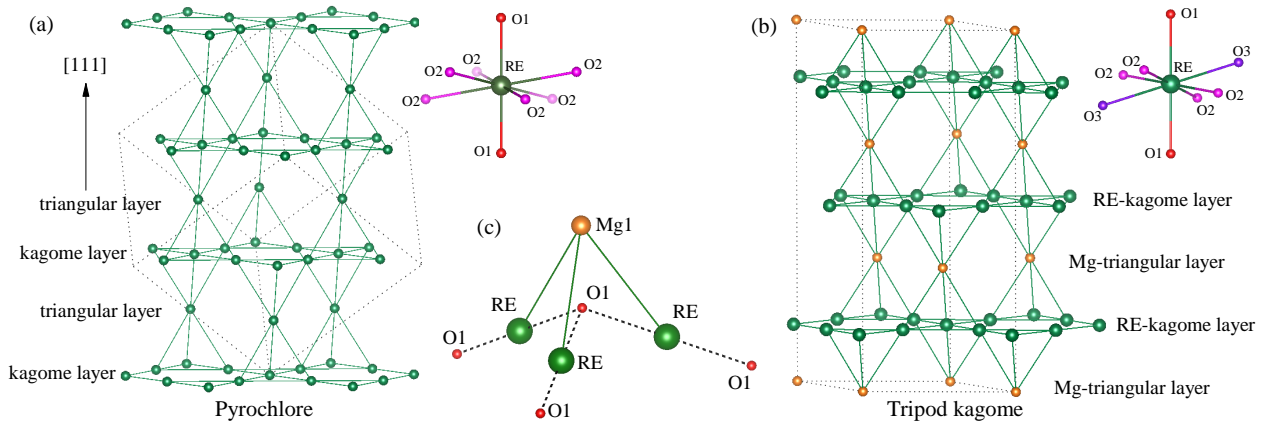 (a)
[111]
triangular layer
kagome layer
triangular layer
kagome layer
Pyrochlore
O1
RE
O2
O2
O2
O2
O2
O2
O1
(c)
Mg1
RE
O1
RE
O1
RE
O1
O1
(b)
O1
RE
O3
O2
O2
O2
O2
O3
O1
RE-kagome layer
Mg-triangular layer
RE-kagome layer
Mg-triangular layer
Tripod kagome